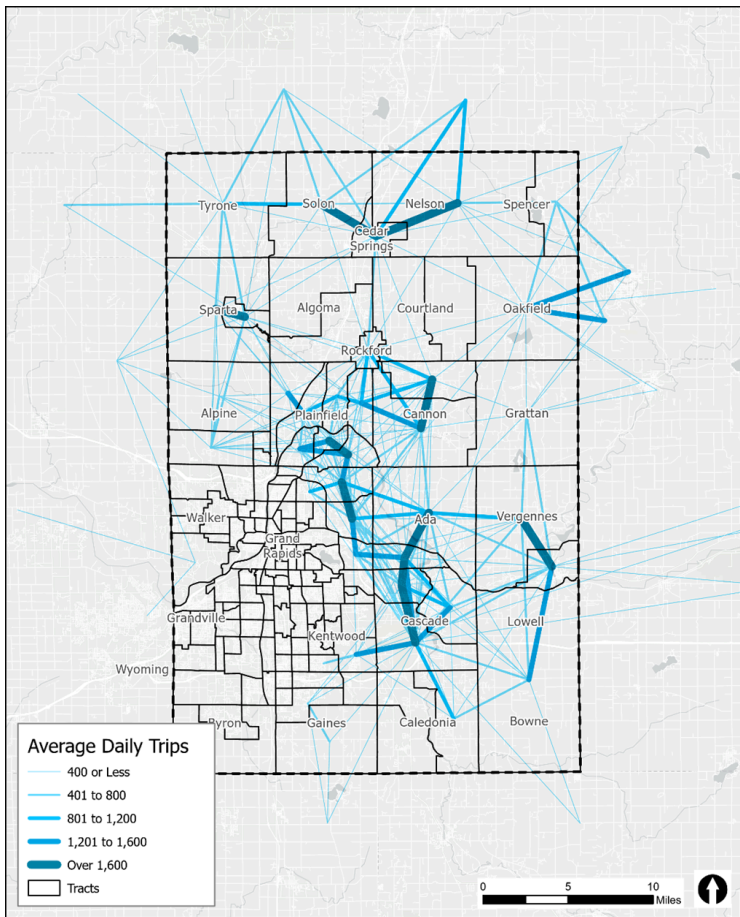 Tyrone
Solon
Nelson
Spencer
Cedar
Springs
Sparta
Algoma
Courtland
Oakfield
Rockford
Alpine
Plainfield
Cannon
Grattan
Walker
Ada
Vergennes
Grand
Rapids
Grandville
Cascade
Lowell
Kentwood
Wyoming
Byron
Gaines
Caledonia
Bowne
Average Daily Trips
400 or Less
401 to 800
801 to 1,200
1,201 to 1,600
Over 1,600
Tracts
0 5 10
Miles